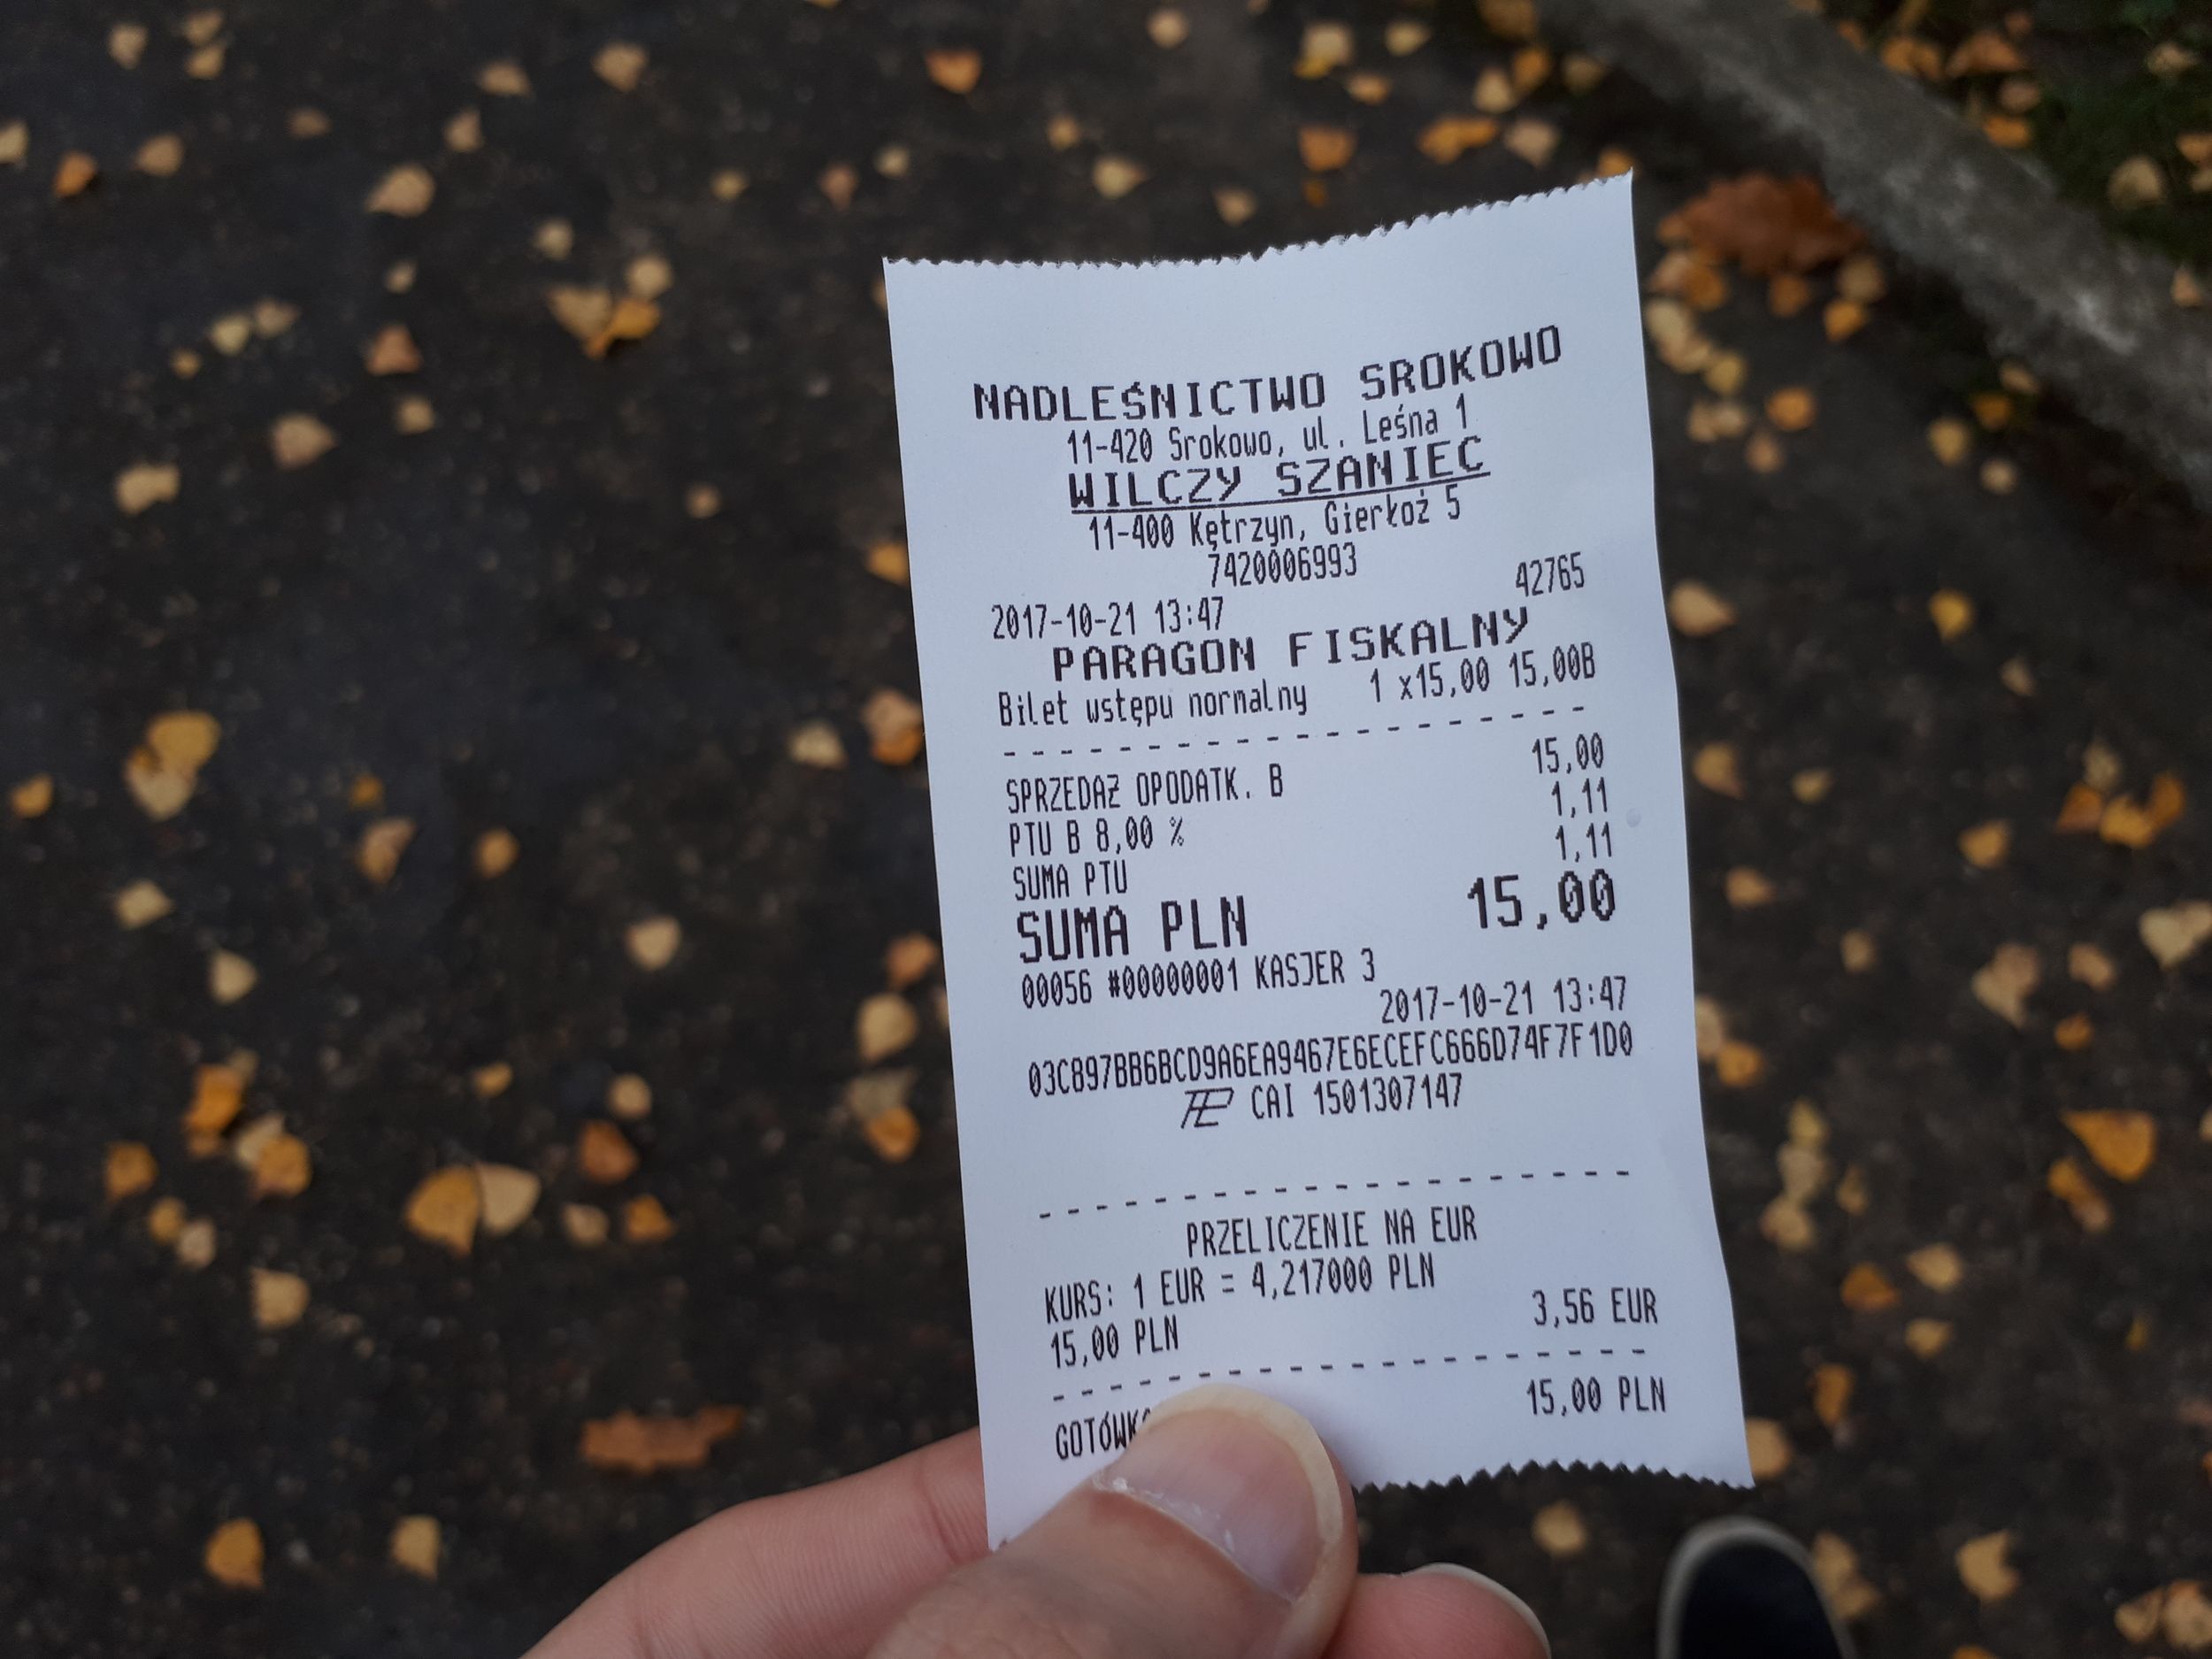 NADLEŚNICTWO SROKOWO
11-420 Srokowo, ul. Leśna 1
WILCZY SZANIEC
11-400 Kętrzyn, Gierłoż 5
7420006993
2017-10-21 13:47 42765
PARAGON FISKALNY
Bilet wstępu normalny 1 x15,00 15,00B
- - - - - - - - - - - - - - - - - - - -
SPRZEDAŻ OPODATK. B 15,00
PTU B 8,00 % 1,11
SUMA PTU 1,11
SUMA PLN 15,00
00056 #00000001 KASJER 3
2017-10-21 13:47
03C897BB6BCD9A6EA9467E6ECEFC666D74F7F1D0
CAI 1501307147
- - - - - - - - - - - - - - - - - - - - -
PRZELICZENIE NA EUR
KURS: 1 EUR = 4,217000 PLN
15,00 PLN 3,56 EUR
- - - - - - - - - - - - - - - - - - - - -
15,00 PLN